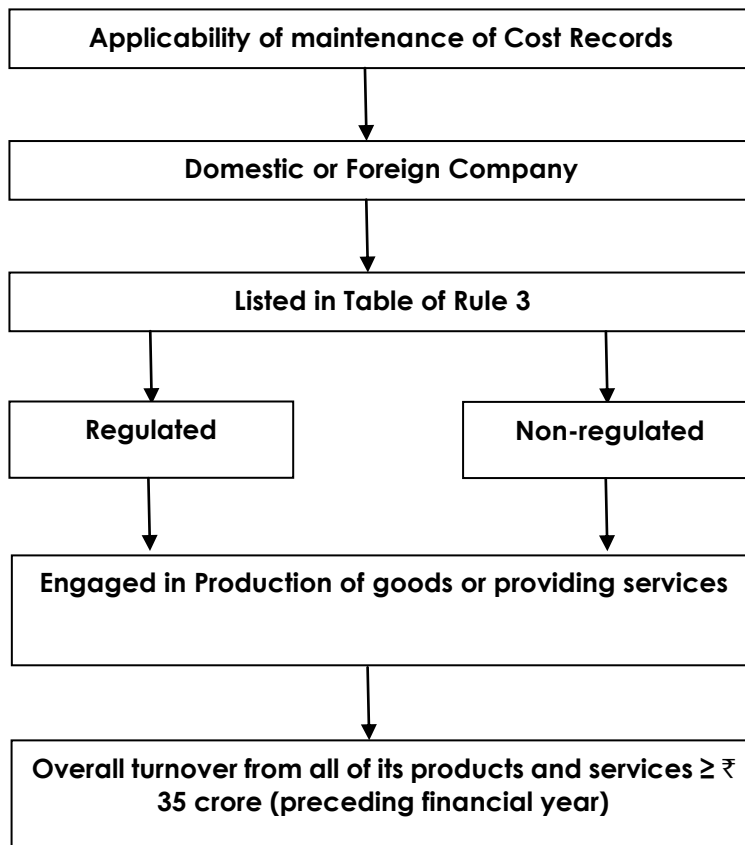 Applicability of maintenance of Cost Records
Domestic or Foreign Company
Listed in Table of Rule 3
Regulated
Non-regulated
Engaged in Production of goods or providing services
Overall turnover from all of its products and services ≥ ₹
35 crore (preceding financial year)